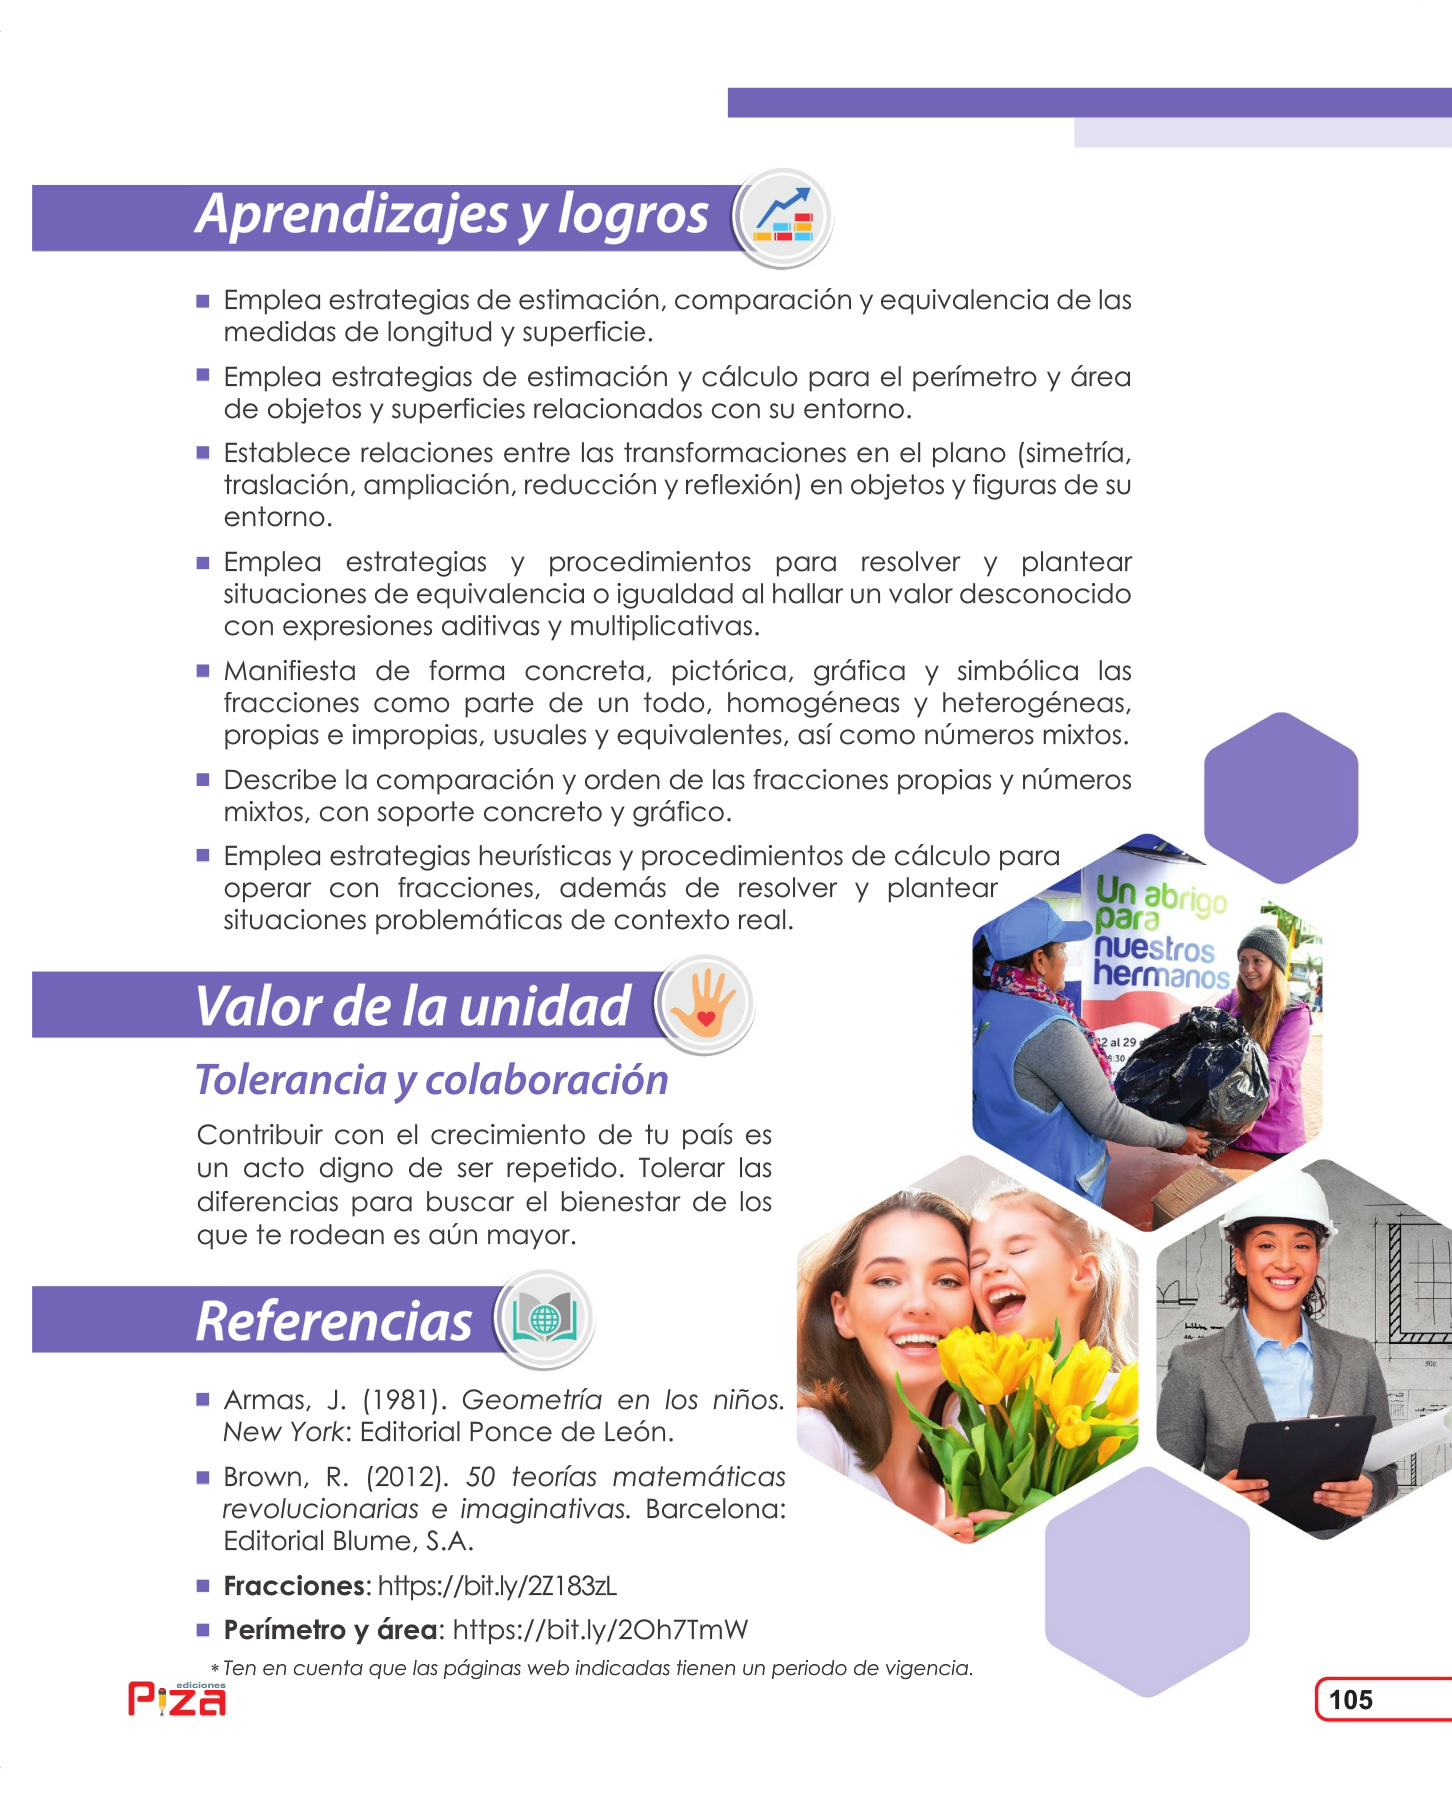 Aprendizajes y logros
Emplea estrategias de estimación, comparación y equivalencia de las
medidas de longitud y superficie.
Emplea estrategias de estimación y cálculo para el perímetro y área
de objetos y superficies relacionados con su entorno.
Establece relaciones entre las transformaciones en el plano (simetría,
traslación, ampliación, reducción y reflexión) en objetos y figuras de su
entorno.
Emplea estrategias y procedimientos para resolver y plantear
situaciones de equivalencia o igualdad al hallar un valor desconocido
con expresiones aditivas y multiplicativas.
Manifiesta de forma concreta, pictórica, gráfica y simbólica las
fracciones como parte de un todo, homogéneas y heterogéneas,
propias e impropias, usuales y equivalentes, así como números mixtos.
Describe la comparación y orden de las fracciones propias y números
mixtos, con soporte concreto y gráfico.
Emplea estrategias heurísticas y procedimientos de cálculo para
operar con fracciones, además de resolver y plantear
situaciones problemáticas de contexto real.
Un abrigo
para
nuestros
hermanos
Valor de la unidad
Tolerancia y colaboración
Contribuir con el crecimiento de tu país es
un acto digno de ser repetido. Tolerar las
diferencias para buscar el bienestar de los
que te rodean es aún mayor.
Referencias
Armas, J. (1981). Geometría en los niños.
New York: Editorial Ponce de León.
Brown, R. (2012). 50 teorías matemáticas
revolucionarias e imaginativas. Barcelona:
Editorial Blume, S.A.
Fracciones: https://bit.ly/2Z183zL
Perímetro y área: https://bit.ly/2Oh7TmW
* Ten en cuenta que las páginas web indicadas tienen un periodo de vigencia.
ediciones
Piza
105